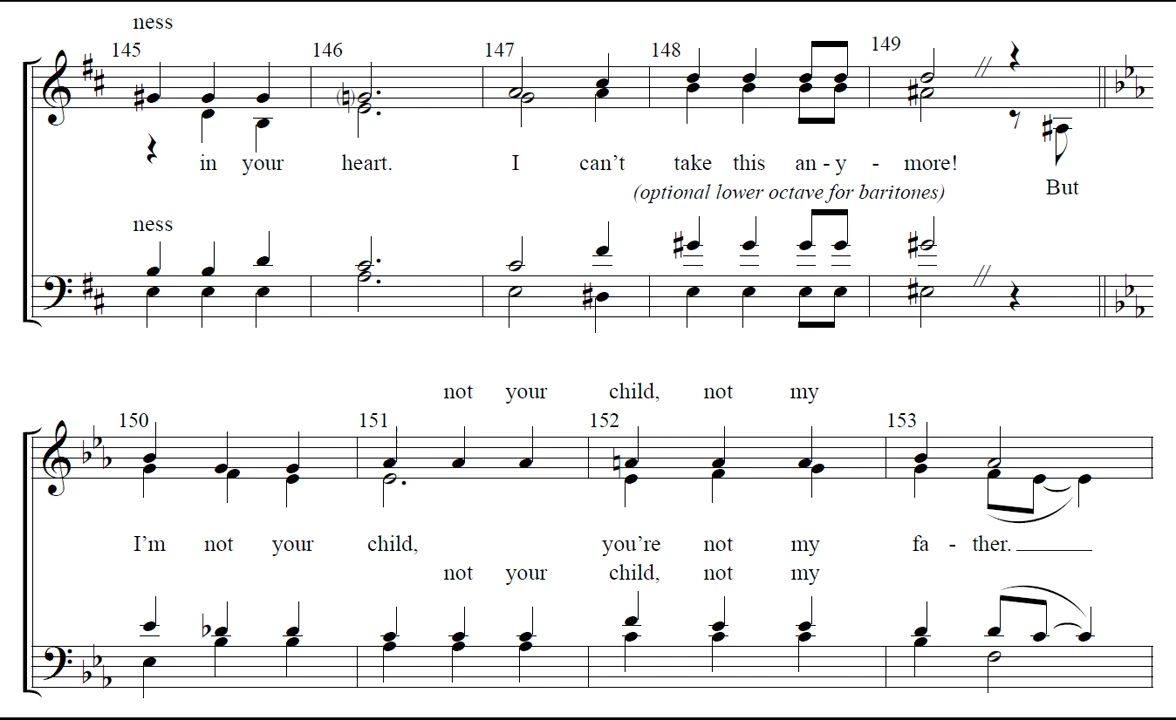 ness
145 146 147 148 149
in your heart. I can't take this an - y - more!
(optional lower octave for baritones)
But
ness
not your child, not my
150 151 152 153
I'm not your child, you're not my fa - ther.
not your child, not my